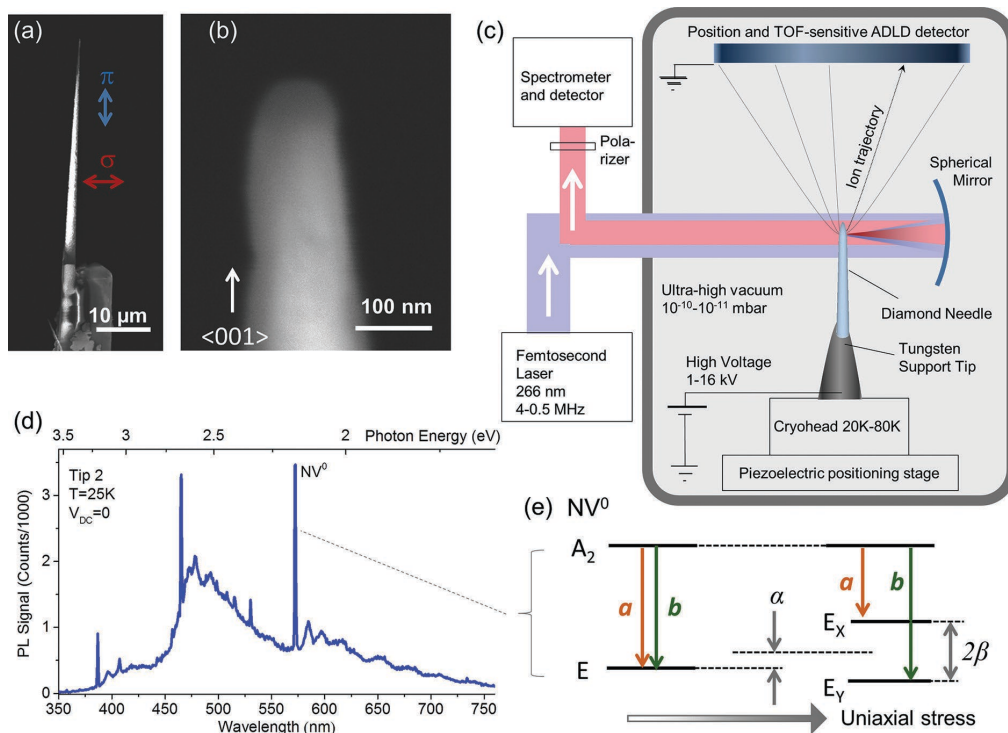 (a)
π
σ
10 µm
(b)
<001>
100 nm
(c)
Position and TOF-sensitive ADLD detector
Spectrometer
and detector
Pola-
rizer
Ion trajectory
Spherical
Mirror
Ultra-high vacuum
10⁻¹⁰-10⁻¹¹ mbar
Diamond Needle
Femtosecond
Laser
266 nm
4-0.5 MHz
High Voltage
1-16 kV
Tungsten
Support Tip
Cryohead 20K-80K
Piezoelectric positioning stage
(d)
3.5 3 2.5 2 Photon Energy (eV)
Tip 2
T=25K
V_DC=0
NV⁰
PL Signal (Counts/1000)
3
2
1
0
350 400 450 500 550 600 650 700 750
Wavelength (nm)
(e) NV⁰
A₂
a b
α
a b
E_X
2β
E
E_Y
Uniaxial stress